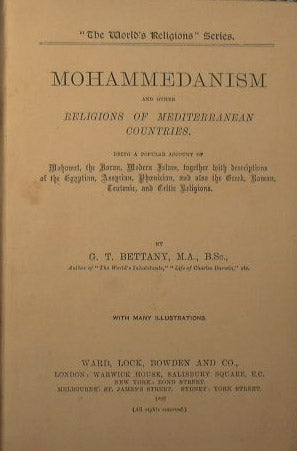 "The World's Religions" Series.
MOHAMMEDANISM
AND OTHER
RELIGIONS OF MEDITERRANEAN
COUNTRIES.
BEING A POPULAR ACCOUNT OF
Mahomet, the Koran, Modern Islam, together with descriptions
of the Egyptian, Assyrian, Phœnician, and also the Greek, Roman,
Teutonic, and Celtic Religions.
BY
G. T. BETTANY, M.A., B.Sc.,
Author of "The World's Inhabitants," "Life of Charles Darwin," etc.
WITH MANY ILLUSTRATIONS.
WARD, LOCK, BOWDEN AND CO.,
LONDON: WARWICK HOUSE, SALISBURY SQUARE, E.C.
NEW YORK: BOND STREET.
MELBOURNE: ST. JAMES'S STREET. SYDNEY: YORK STREET.
(All rights reserved.)